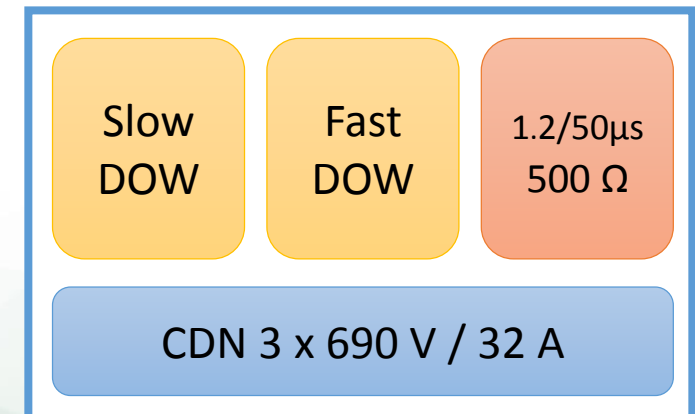 Slow
DOW
Fast
DOW
1.2/50µs
500 Ω
CDN 3 x 690 V / 32 A